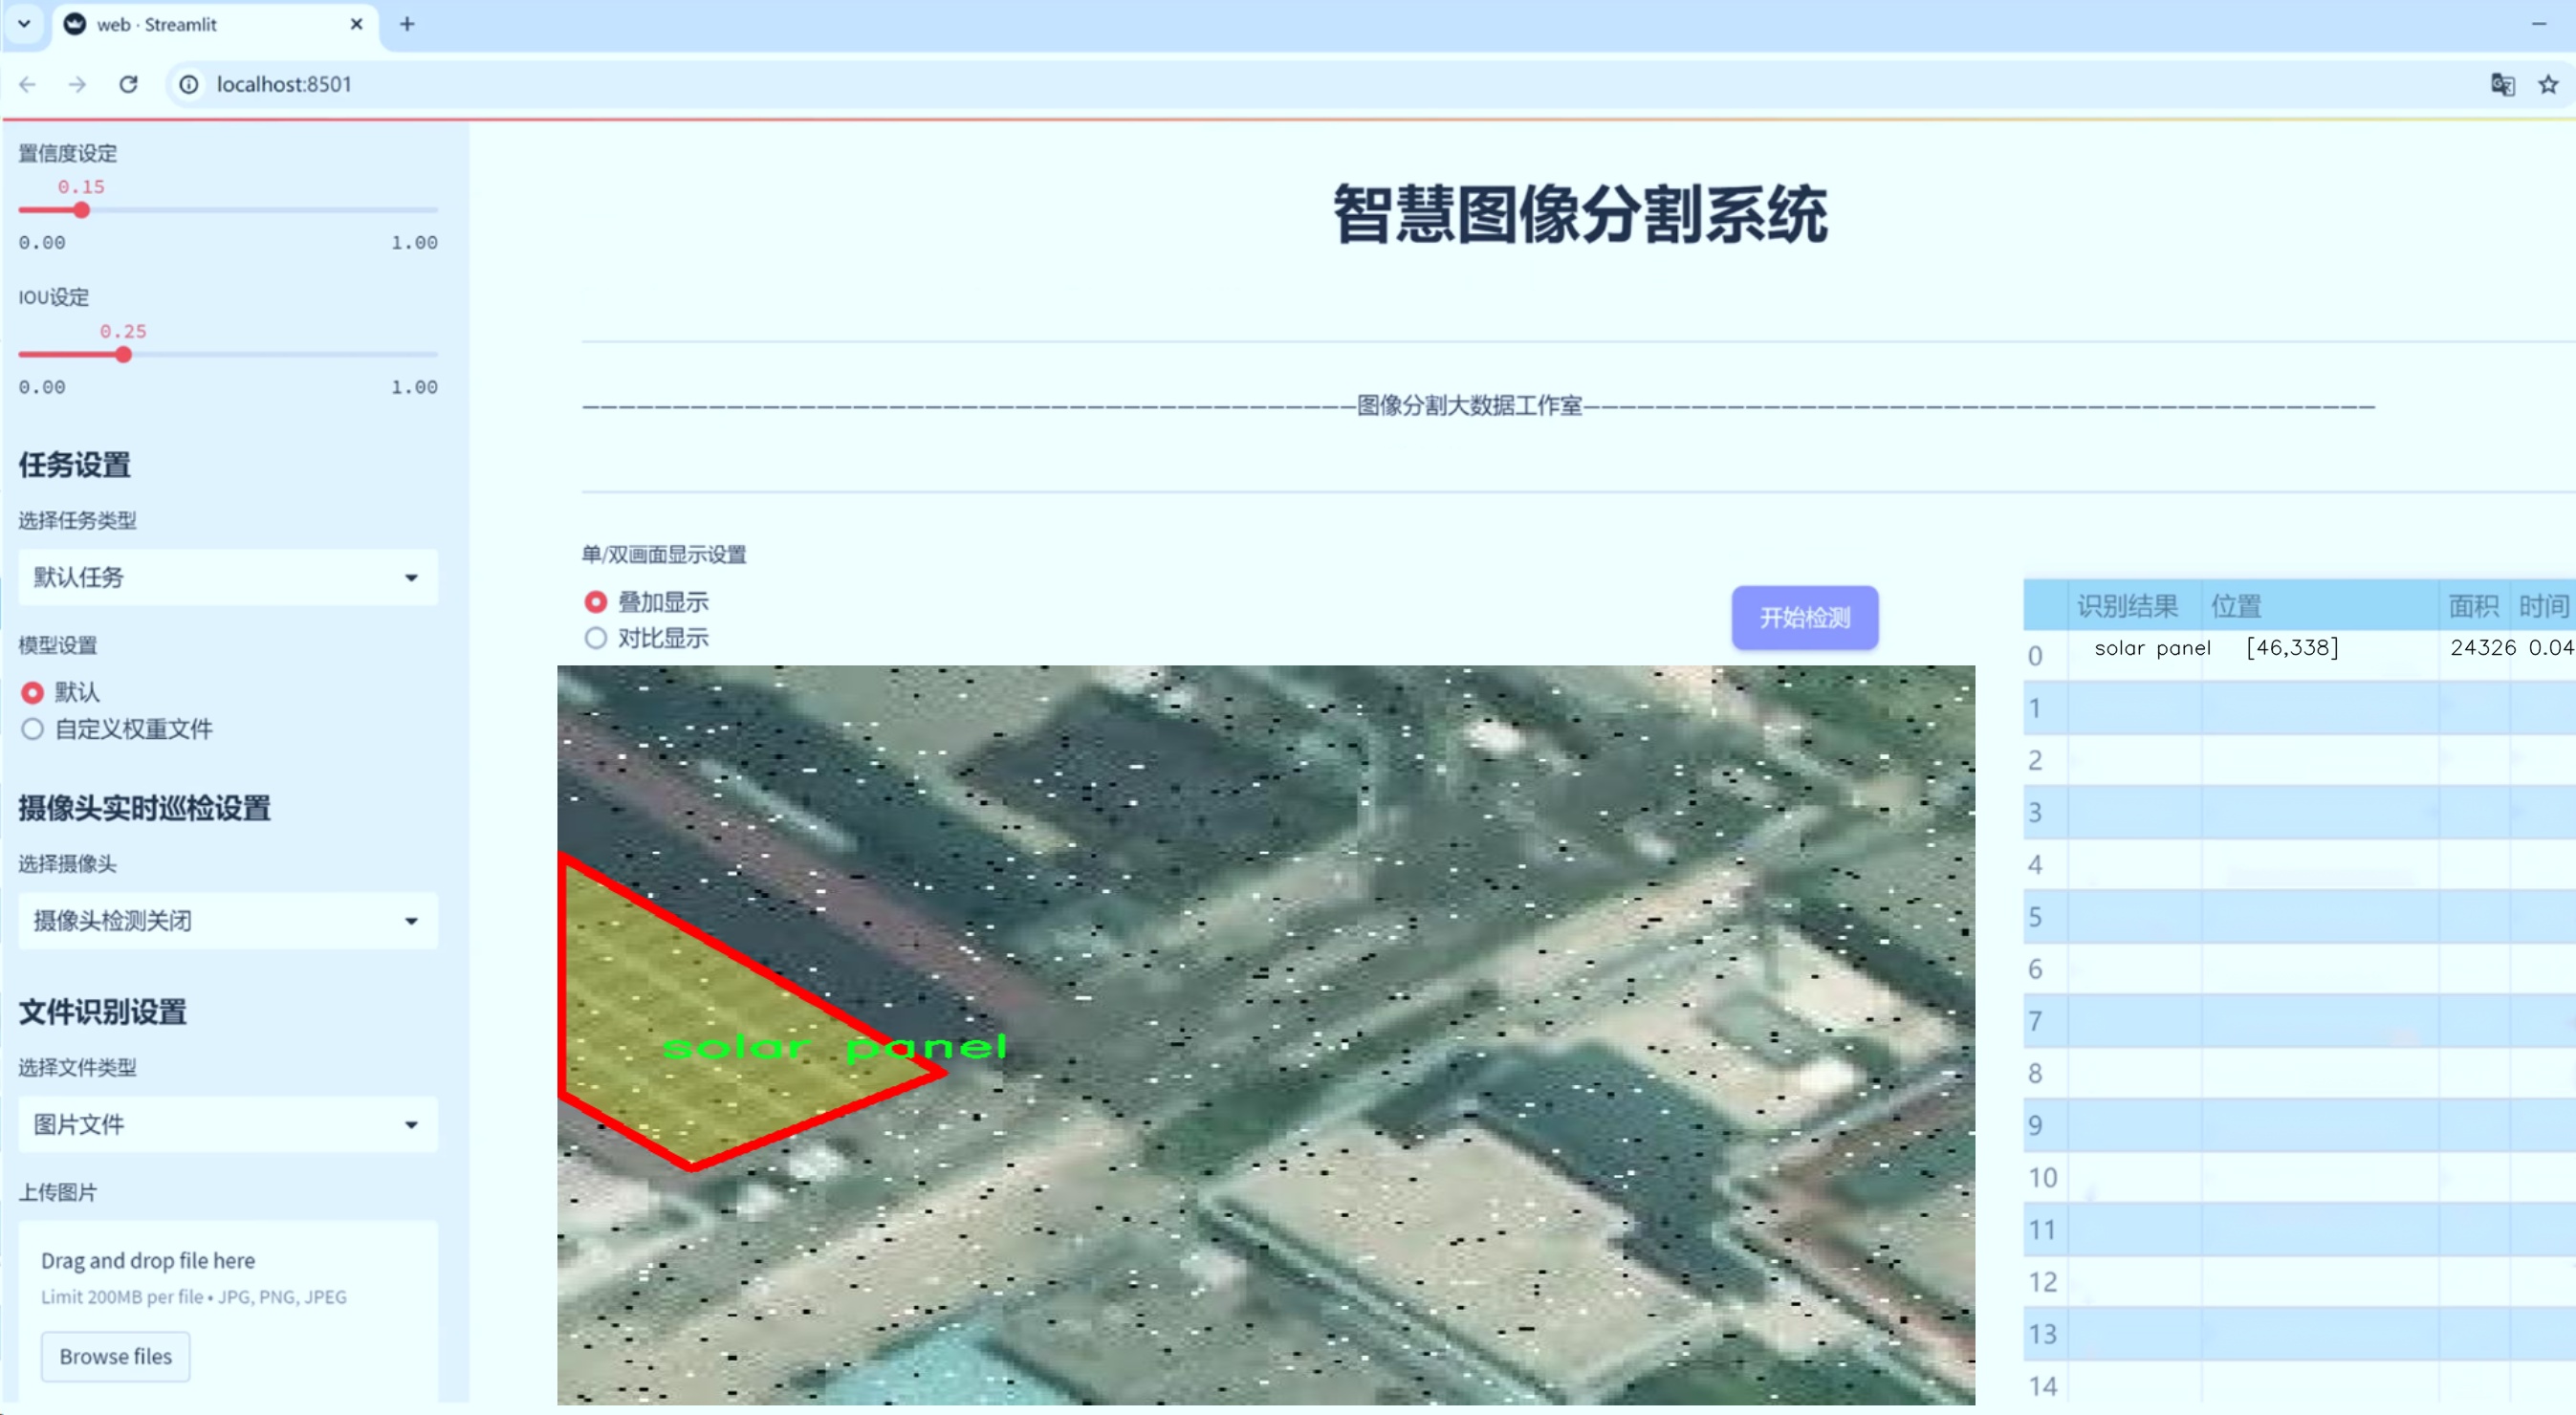 web · Streamlit
localhost:8501
置信度设定
0.15
0.00 1.00
IOU设定
0.25
0.00 1.00
任务设置
选择任务类型
默认任务
模型设置
默认
自定义权重文件
摄像头实时巡检设置
选择摄像头
摄像头检测关闭
文件识别设置
选择文件类型
图片文件
上传图片
Drag and drop file here
Limit 200MB per file • JPG, PNG, JPEG
Browse files
智慧图像分割系统
———————————————————————————————————————————图像分割大数据工作室————————————————————————————————————————————
单/双画面显示设置
叠加显示
对比显示
开始检测
solar panel
识别结果 位置 面积 时间
0 solar panel [46,338] 24326 0.04
1
2
3
4
5
6
7
8
9
10
11
12
13
14